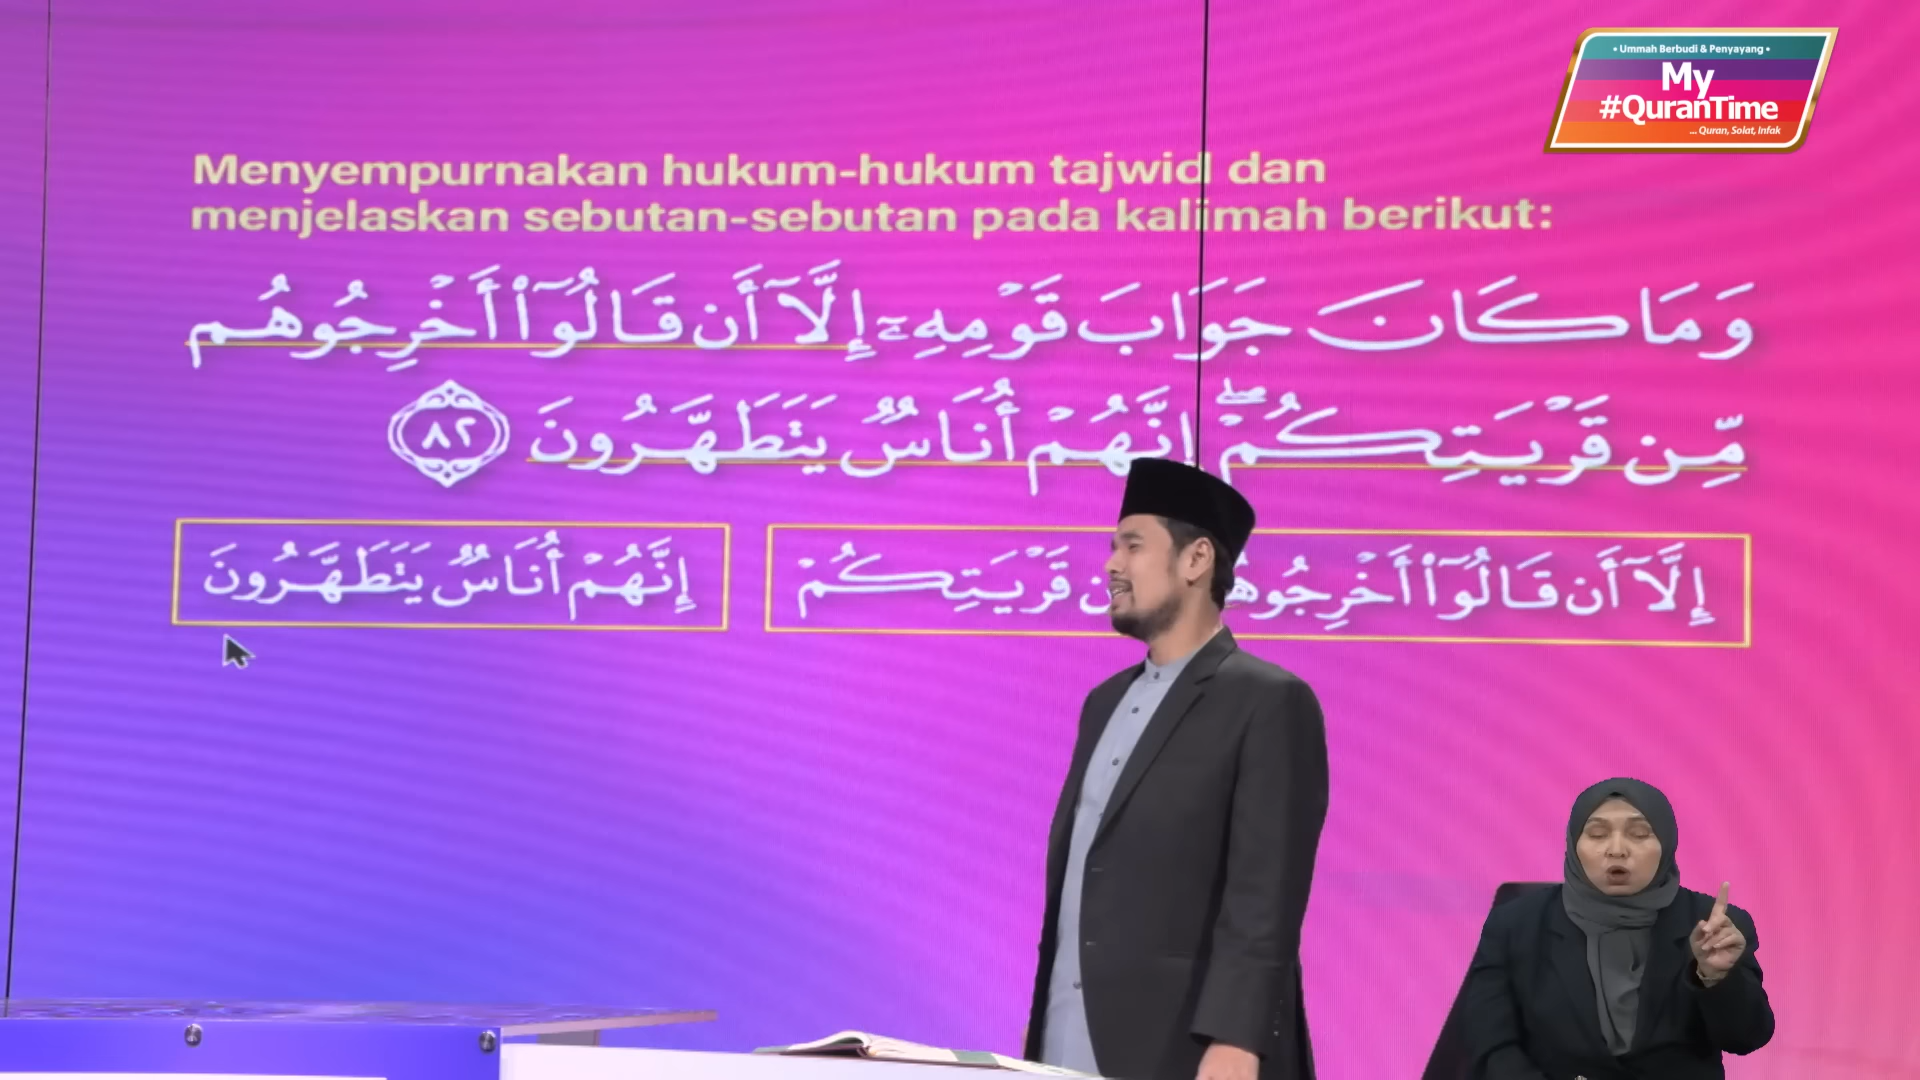 • Ummah Berbudi & Penyayang •
My
#QuranTime
... Quran, Solat, Infak
Menyempurnakan hukum-hukum tajwid dan
menjelaskan sebutan-sebutan pada kalimah berikut:
وَمَا كَانَ جَوَابَ قَوْمِهِۦٓ إِلَّآ أَن قَالُوٓا۟ أَخْرِجُوهُم
مِّن قَرْيَتِكُمْ ۖ إِنَّهُمْ أُنَاسٌ يَتَطَهَّرُونَ ٨٢
إِلَّآ أَن قَالُوٓا۟ أَخْرِجُوهُ ن قَرْيَتِكُمْ
إِنَّهُمْ أُنَاسٌ يَتَطَهَّرُونَ